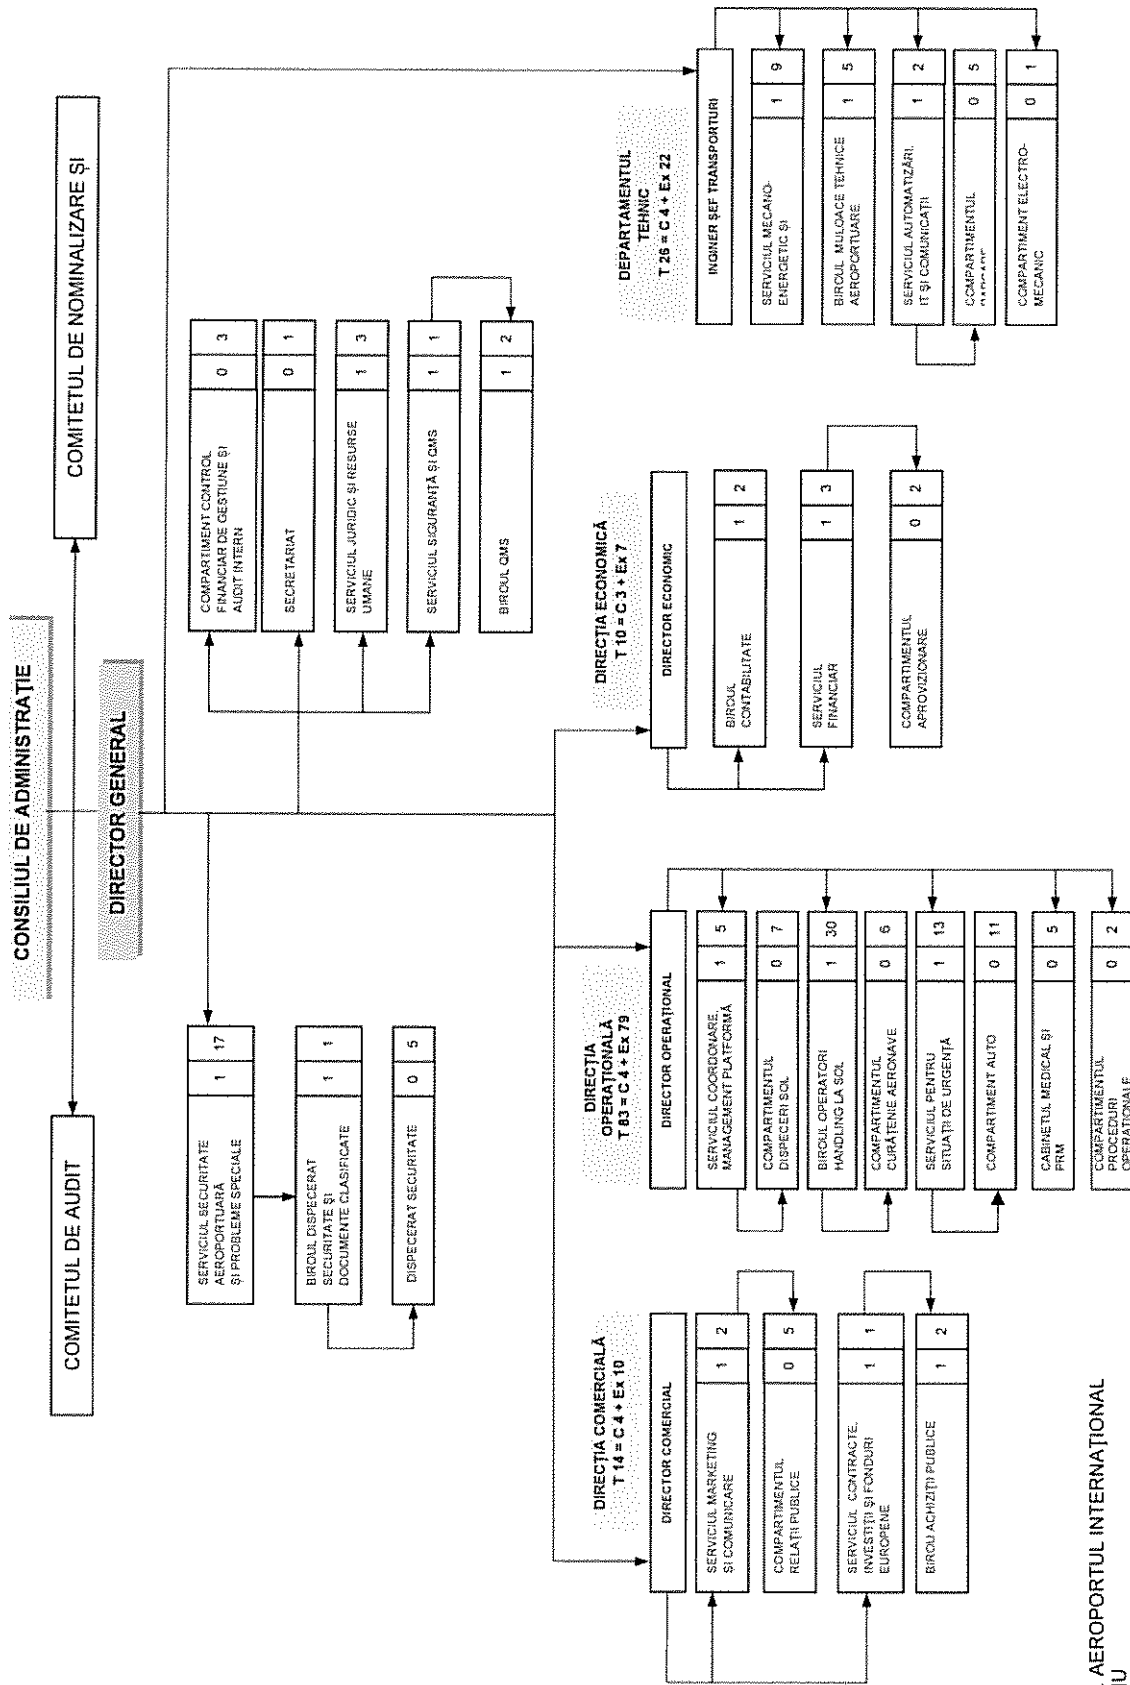 CONSILIUL DE ADMINISTRAȚIE
COMITETUL DE AUDIT
COMITETUL DE NOMINALIZARE ȘI
DIRECTOR GENERAL
SERVICIUL SECURITATE
AEROPORTUARĂ
ȘI PROBLEME SPECIALE
1 17
BIROUL DISPECERAT
SECURITATE ȘI
DOCUMENTE CLASIFICATE
1 1
DISPECERAT SECURITATE
0 5
COMPARTIMENT CONTROL
FINANCIAR DE GESTIUNE ȘI
AUDIT INTERN
0 3
SECRETARIAT
0 1
SERVICIUL JURIDIC ȘI RESURSE
UMANE
1 3
SERVICIUL SIGURANȚĂ ȘI QMS
1 1
BIROUL QMS
1 2
DIRECȚIA COMERCIALĂ
T 14 = C 4 + Ex 10
DIRECTOR COMERCIAL
SERVICIUL MARKETING
ȘI COMUNICARE
1 2
COMPARTIMENTUL
RELAȚII PUBLICE
0 5
SERVICIUL CONTRACTE,
INVESTIȚII ȘI FONDURI
EUROPENE
1 1
BIROU ACHIZIȚII PUBLICE
1 2
DIRECȚIA
OPERAȚIONALĂ
T 83 = C 4 + Ex 79
DIRECTOR OPERAȚIONAL
SERVICIUL COORDONARE,
MANAGEMENT PLATFORMĂ
1 5
COMPARTIMENTUL
DISPECERI SOL
0 7
BIROUL OPERATORI
HANDLING LA SOL
1 30
COMPARTIMENTUL
CURĂȚENIE AERONAVE
0 6
SERVICIUL PENTRU
SITUAȚII DE URGENȚĂ
1 13
COMPARTIMENT AUTO
0 11
CABINETUL MEDICAL ȘI
PRM
0 5
COMPARTIMENTUL
PROCEDURI
OPERAȚIONALE
0 2
DIRECȚIA ECONOMICĂ
T 10 = C 3 + Ex 7
DIRECTOR ECONOMIC
BIROUL
CONTABILITATE
1 2
SERVICIUL
FINANCIAR
1 3
COMPARTIMENTUL
APROVIZIONARE
0 2
DEPARTAMENTUL
TEHNIC
T 26 = C 4 + Ex 22
INGINER ȘEF TRANSPORTURI
SERVICIUL MECANO-
ENERGETIC ȘI
1 9
BIROUL MIJLOACE TEHNICE
AEROPORTUARE,
1 5
SERVICIUL AUTOMATIZĂRI,
IT ȘI COMUNICAȚII
1 2
COMPARTIMENTUL
0 5
COMPARTIMENT ELECTRO-
MECANIC
0 1
AEROPORTUL INTERNAȚIONAL